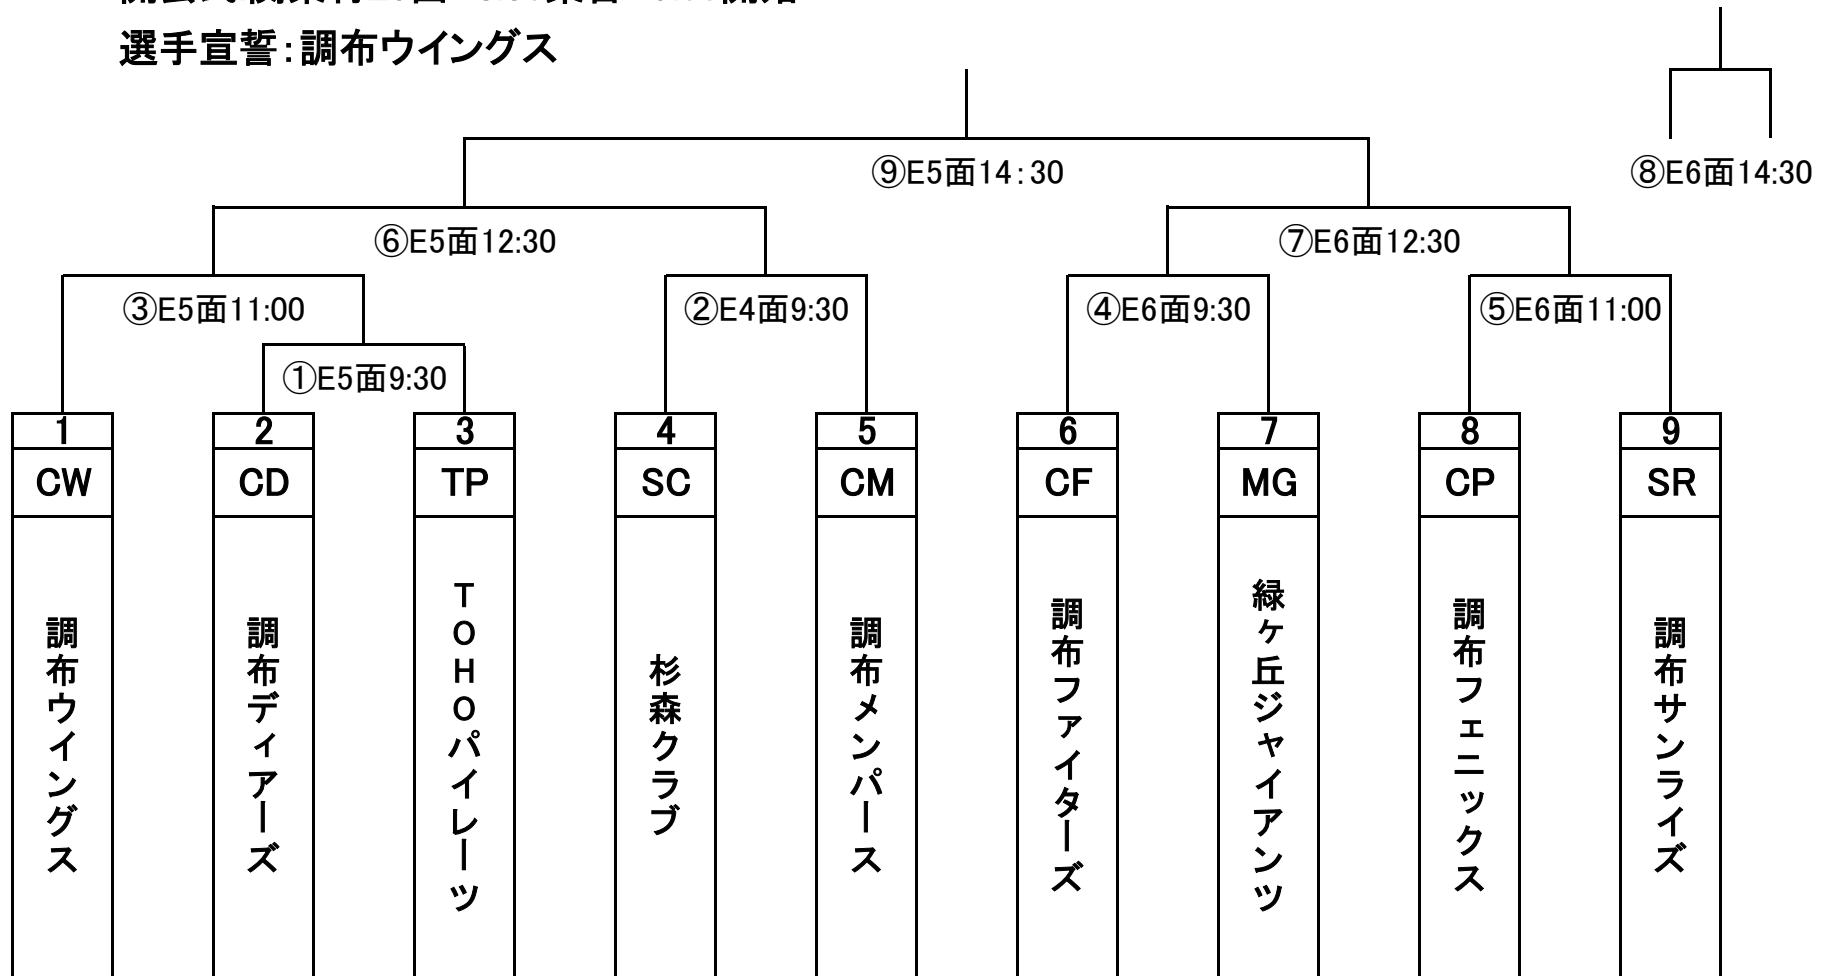 選手宣誓：調布ウイングス
⑨E5面14：30
⑧E6面14:30
⑥E5面12:30
⑦E6面12:30
③E5面11:00
②E4面9:30
④E6面9:30
⑤E6面11:00
①E5面9:30
1 2 3 4 5 6 7 8 9
CW CD TP SC CM CF MG CP SR
調布ウイングス
調布ディアーズ
TOHOパイレーツ
杉森クラブ
調布メンパース
調布ファイターズ
緑ヶ丘ジャイアンツ
調布フェニックス
調布サンライズ